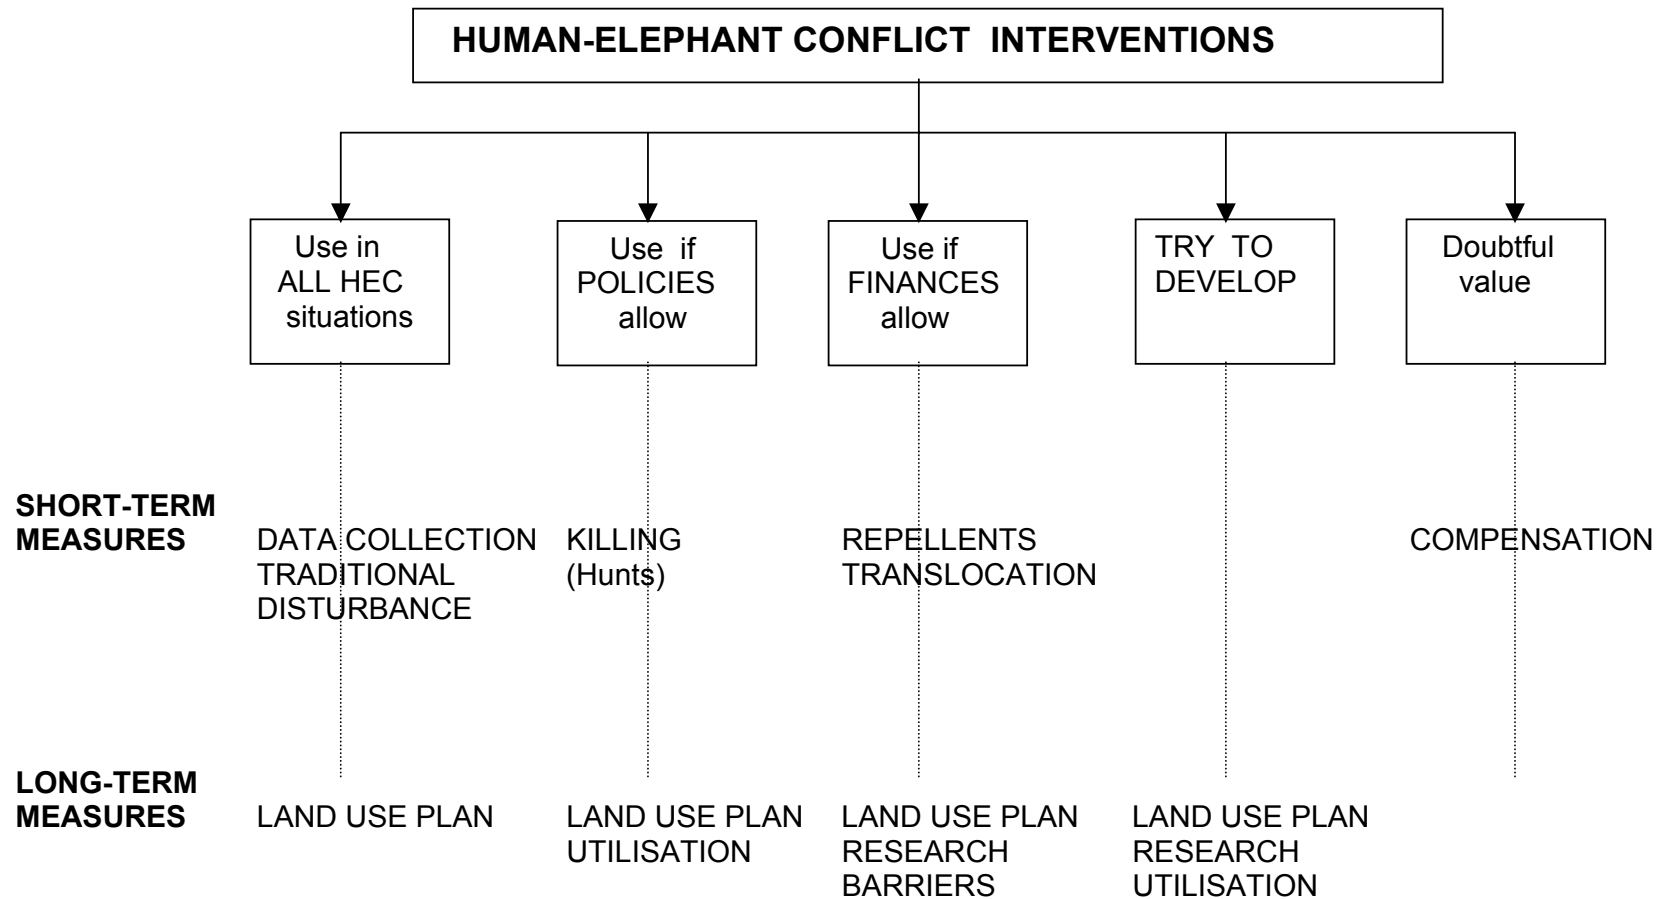 HUMAN-ELEPHANT CONFLICT INTERVENTIONS
Use in
ALL HEC
situations
Use if
POLICIES
allow
Use if
FINANCES
allow
TRY TO
DEVELOP
Doubtful
value
SHORT-TERM
MEASURES
DATA COLLECTION
TRADITIONAL
DISTURBANCE
KILLING
(Hunts)
REPELLENTS
TRANSLOCATION
COMPENSATION
LONG-TERM
MEASURES
LAND USE PLAN
LAND USE PLAN
UTILISATION
LAND USE PLAN
RESEARCH
BARRIERS
LAND USE PLAN
RESEARCH
UTILISATION